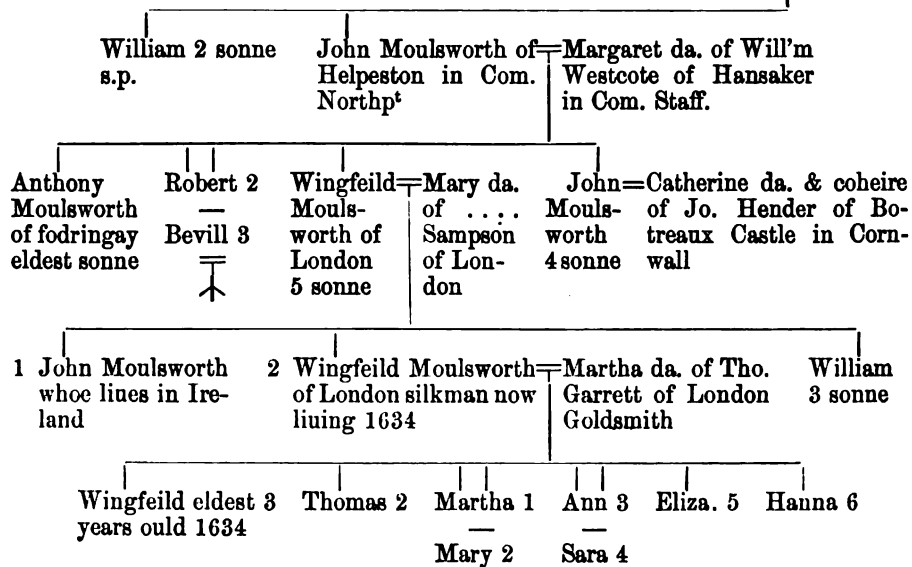 William 2 sonne
s.p.
John Moulsworth of
Helpeston in Com.
Northpᵗ
Margaret da. of Will'm
Westcote of Hansaker
in Com. Staff.
Anthony
Moulsworth
of fodringay
eldest sonne
Robert 2
—
Bevill 3
Wingfeild
Mouls-
worth of
London
5 sonne
Mary da.
of ....
Sampson
of Lon-
don
John
Mouls-
worth
4 sonne
Catherine da. & coheire
of Jo. Hender of Bo-
treaux Castle in Corn-
wall
1 John Moulsworth
whoe liues in Ire-
land
2 Wingfeild Moulsworth
of London silkman now
liuing 1634
Martha da. of Tho.
Garrett of London
Goldsmith
William
3 sonne
Wingfeild eldest 3
years ould 1634
Thomas 2
Martha 1
—
Mary 2
Ann 3
—
Sara 4
Eliza. 5
Hanna 6